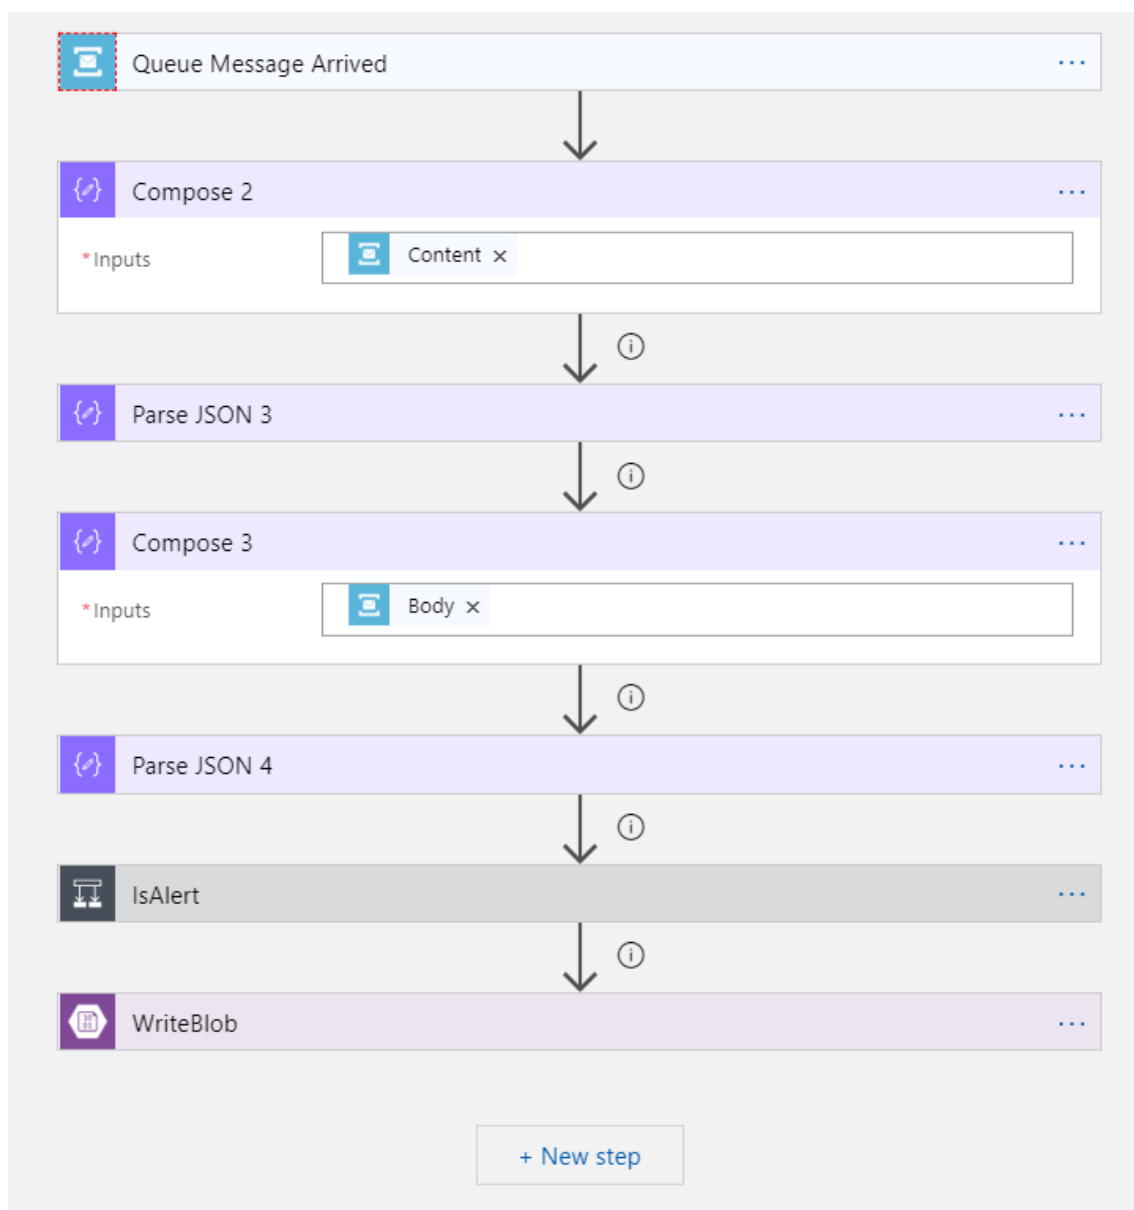 Queue Message Arrived ...
Compose 2 ...
*Inputs Content ×
Parse JSON 3 ...
Compose 3 ...
*Inputs Body ×
Parse JSON 4 ...
IsAlert ...
WriteBlob ...
+ New step